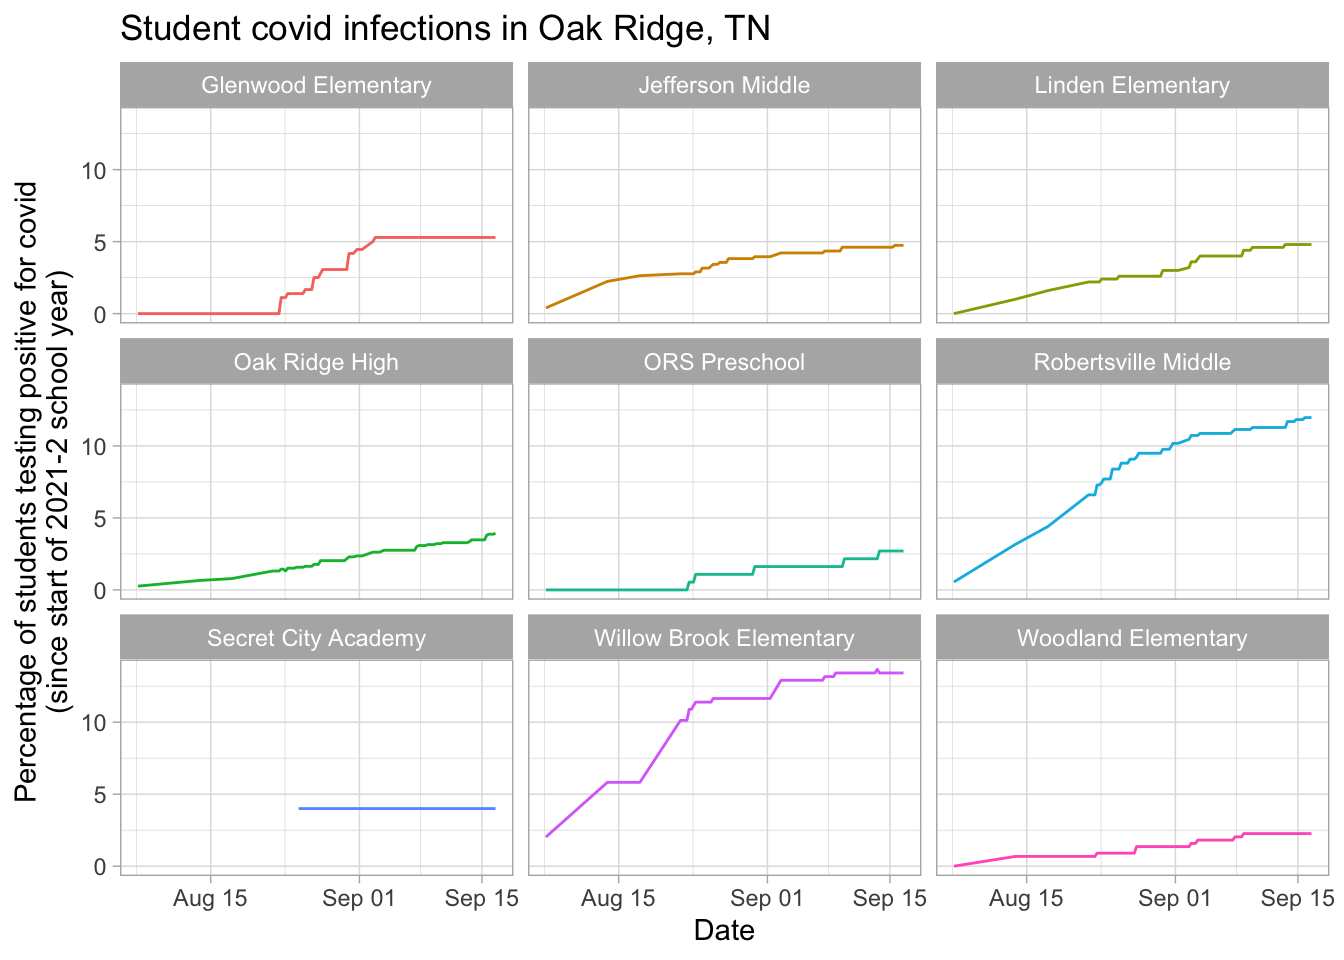 Student covid infections in Oak Ridge, TN
Percentage of students testing positive for covid
(since start of 2021-2 school year)
Glenwood Elementary
Jefferson Middle
Linden Elementary
10
5
0
Oak Ridge High
ORS Preschool
Robertsville Middle
10
5
0
Secret City Academy
Willow Brook Elementary
Woodland Elementary
10
5
0
Aug 15
Sep 01
Sep 15
Aug 15
Sep 01
Sep 15
Aug 15
Sep 01
Sep 15
Date